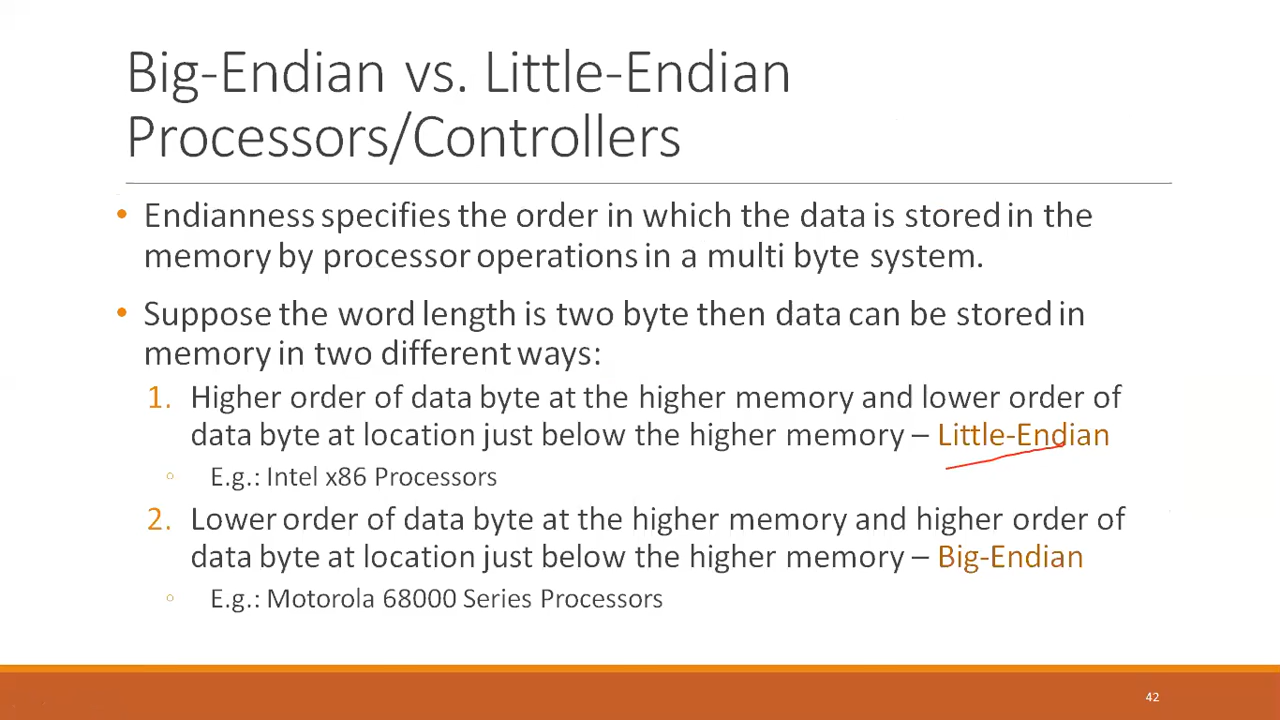 Big-Endian vs. Little-Endian
Processors/Controllers
• Endianness specifies the order in which the data is stored in the
memory by processor operations in a multi byte system.
• Suppose the word length is two byte then data can be stored in
memory in two different ways:
1. Higher order of data byte at the higher memory and lower order of
data byte at location just below the higher memory – Little-Endian
◦ E.g.: Intel x86 Processors
2. Lower order of data byte at the higher memory and higher order of
data byte at location just below the higher memory – Big-Endian
◦ E.g.: Motorola 68000 Series Processors
42